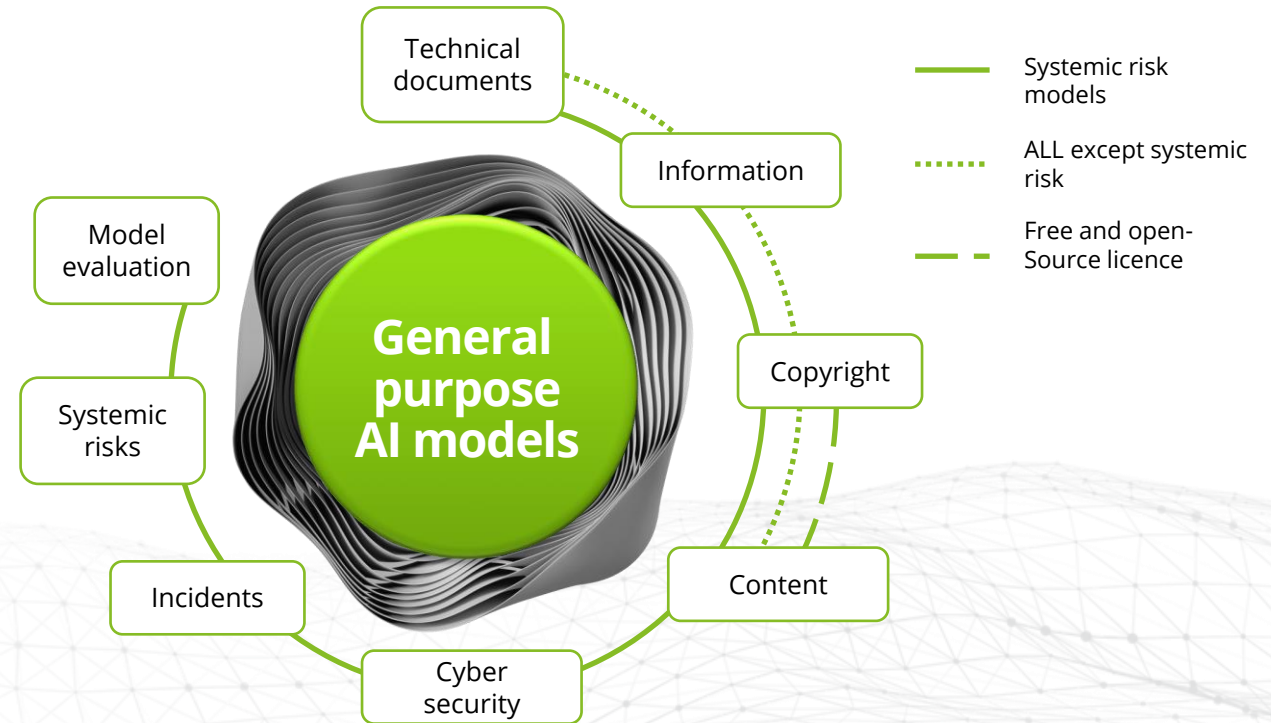 Technical
documents
Information
Copyright
Content
Cyber
security
Incidents
Systemic
risks
Model
evaluation
General
purpose
AI models
Systemic risk
models
ALL except systemic
risk
Free and open-
Source licence